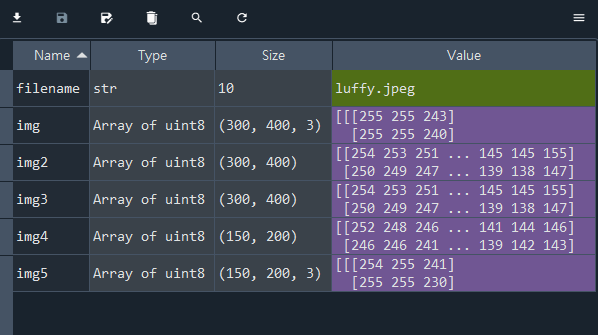 Name Type Size Value
filename str 10 luffy.jpeg
img Array of uint8 (300, 400, 3) [[[255 255 243]
[255 255 240]
img2 Array of uint8 (300, 400) [[254 253 251 ... 145 145 155]
[250 249 247 ... 139 138 147]
img3 Array of uint8 (300, 400) [[254 253 251 ... 145 145 155]
[250 249 247 ... 139 138 147]
img4 Array of uint8 (150, 200) [[252 248 246 ... 141 144 146]
[246 246 241 ... 139 142 143]
img5 Array of uint8 (150, 200, 3) [[[254 255 241]
[255 255 230]